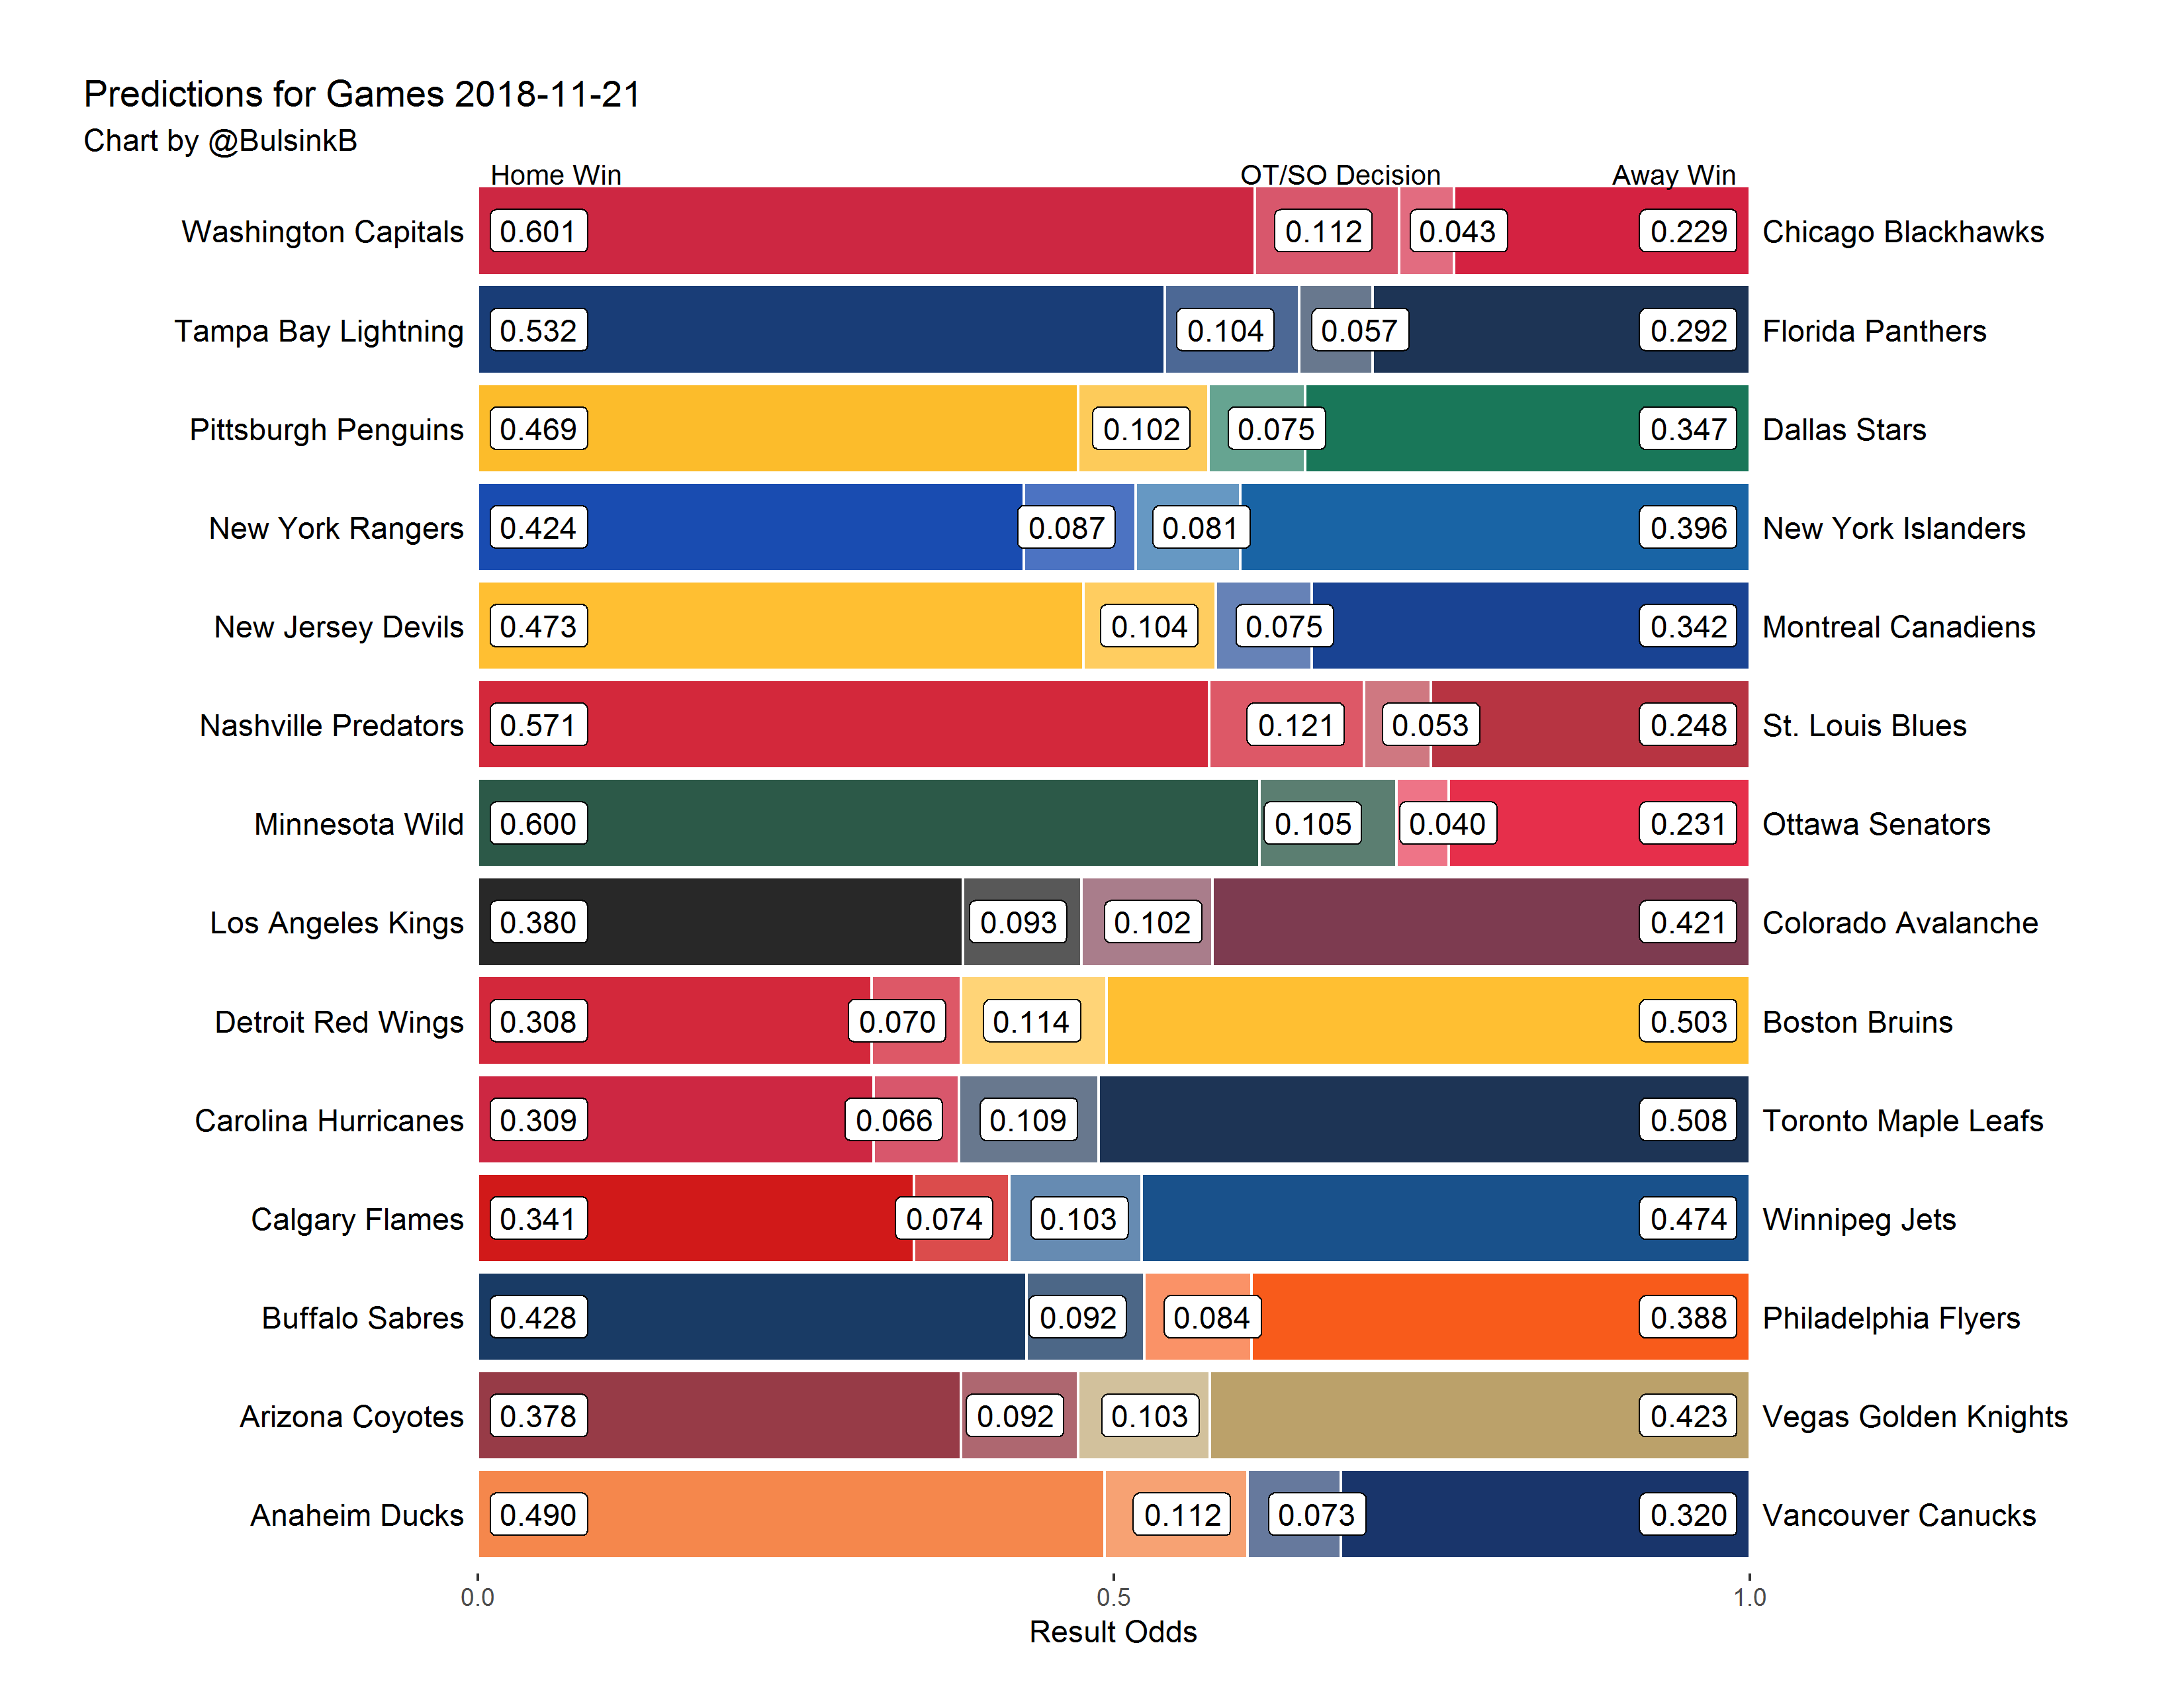 Predictions for Games 2018-11-21
Chart by @BulsinkB
Home Win OT/SO Decision Away Win
Washington Capitals 0.601 0.112 0.043 0.229 Chicago Blackhawks
Tampa Bay Lightning 0.532 0.104 0.057 0.292 Florida Panthers
Pittsburgh Penguins 0.469 0.102 0.075 0.347 Dallas Stars
New York Rangers 0.424 0.087 0.081 0.396 New York Islanders
New Jersey Devils 0.473 0.104 0.075 0.342 Montreal Canadiens
Nashville Predators 0.571 0.121 0.053 0.248 St. Louis Blues
Minnesota Wild 0.600 0.105 0.040 0.231 Ottawa Senators
Los Angeles Kings 0.380 0.093 0.102 0.421 Colorado Avalanche
Detroit Red Wings 0.308 0.070 0.114 0.503 Boston Bruins
Carolina Hurricanes 0.309 0.066 0.109 0.508 Toronto Maple Leafs
Calgary Flames 0.341 0.074 0.103 0.474 Winnipeg Jets
Buffalo Sabres 0.428 0.092 0.084 0.388 Philadelphia Flyers
Arizona Coyotes 0.378 0.092 0.103 0.423 Vegas Golden Knights
Anaheim Ducks 0.490 0.112 0.073 0.320 Vancouver Canucks
0.0 0.5 1.0
Result Odds